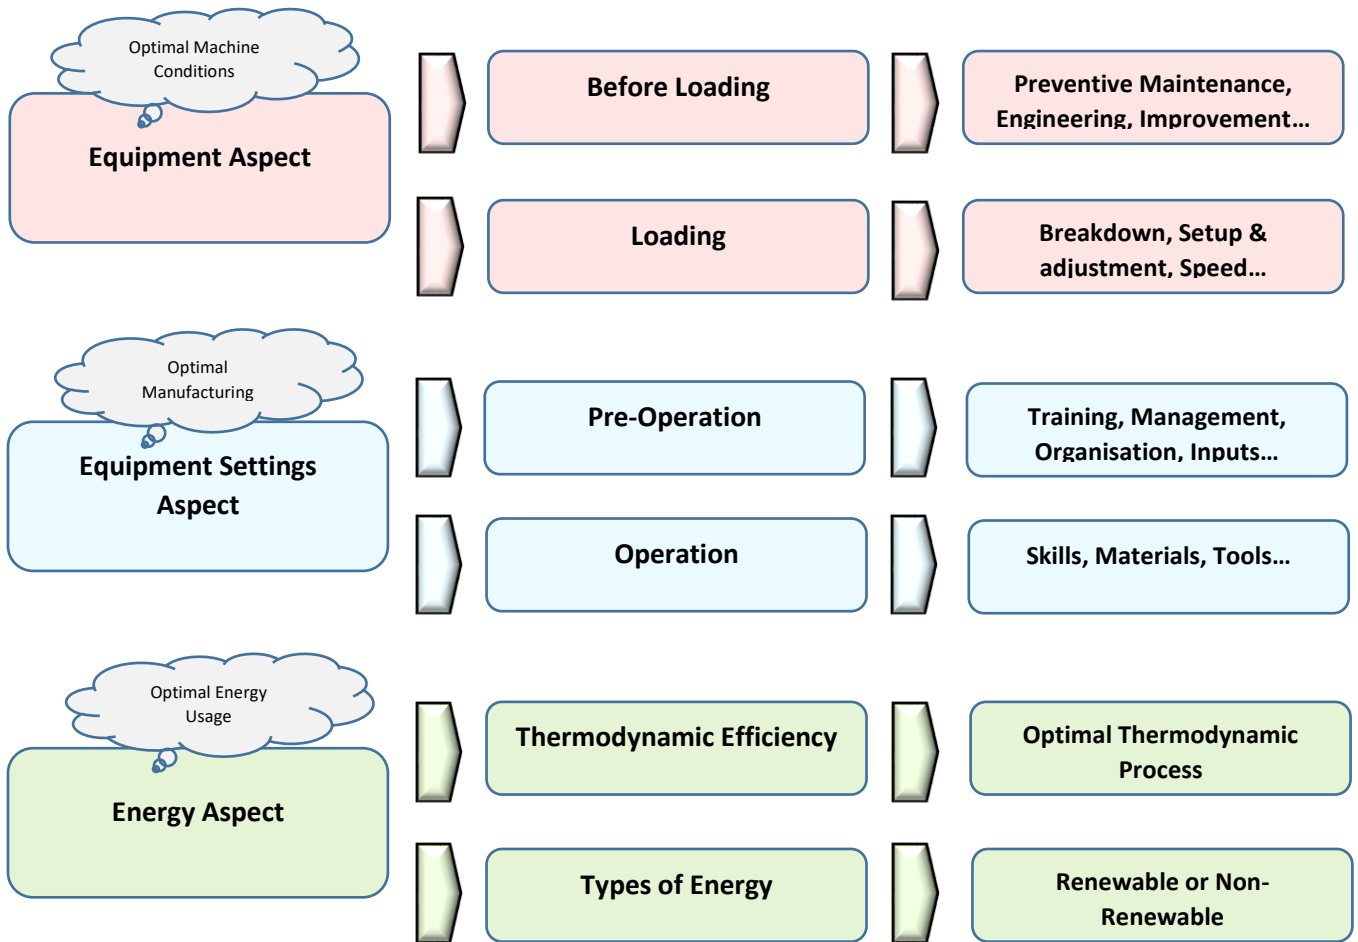 Optimal Machine
Conditions
Equipment Aspect
Before Loading
Preventive Maintenance,
Engineering, Improvement…
Loading
Breakdown, Setup &
adjustment, Speed…
Optimal
Manufacturing
Equipment Settings
Aspect
Pre-Operation
Training, Management,
Organisation, Inputs…
Operation
Skills, Materials, Tools…
Optimal Energy
Usage
Energy Aspect
Thermodynamic Efficiency
Optimal Thermodynamic
Process
Types of Energy
Renewable or Non-
Renewable